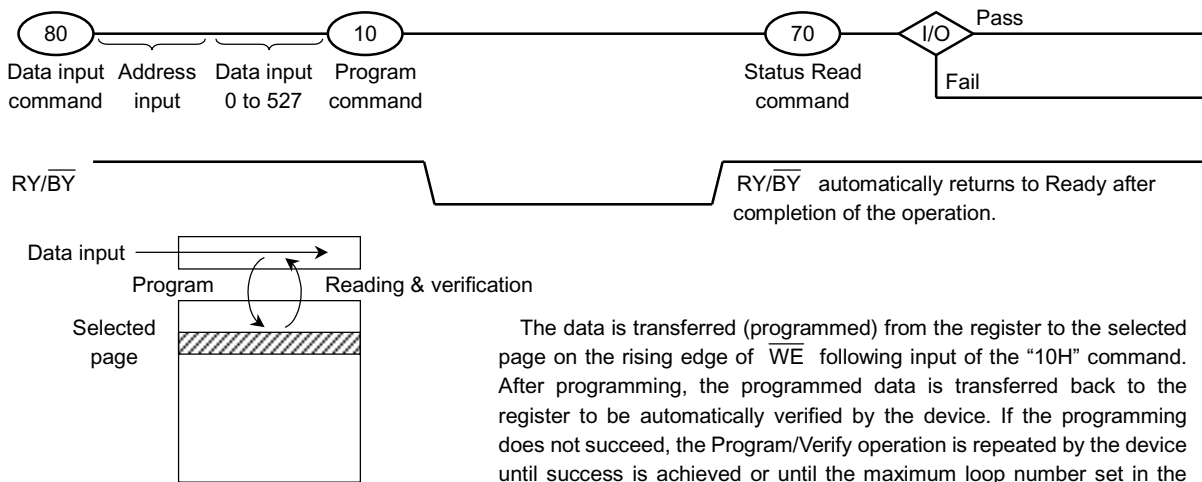 80
10
70
I/O
Pass
Data input command
Address input
Data input 0 to 527
Program command
Status Read command
Fail
RY/BY
RY/BY automatically returns to Ready after
completion of the operation.
Data input
Program
Reading & verification
Selected
page
The data is transferred (programmed) from the register to the selected
page on the rising edge of WE following input of the “10H” command.
After programming, the programmed data is transferred back to the
register to be automatically verified by the device. If the programming
does not succeed, the Program/Verify operation is repeated by the device
until success is achieved or until the maximum loop number set in the